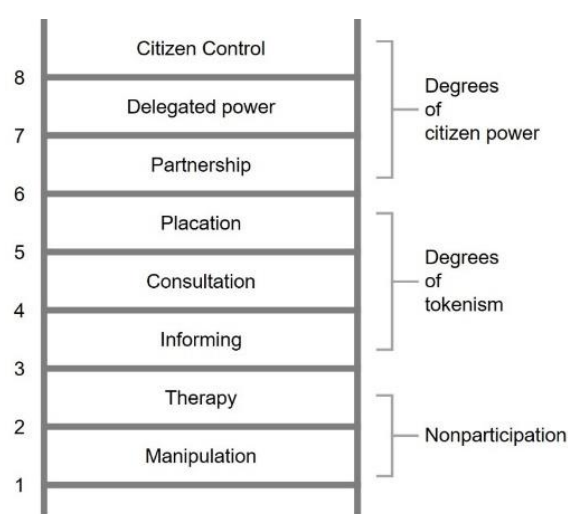 Citizen Control
8
Delegated power
7
Partnership
6
Placation
5
Consultation
4
Informing
3
Therapy
2
Manipulation
1
Degrees
of
citizen power
Degrees
of
tokenism
Nonparticipation